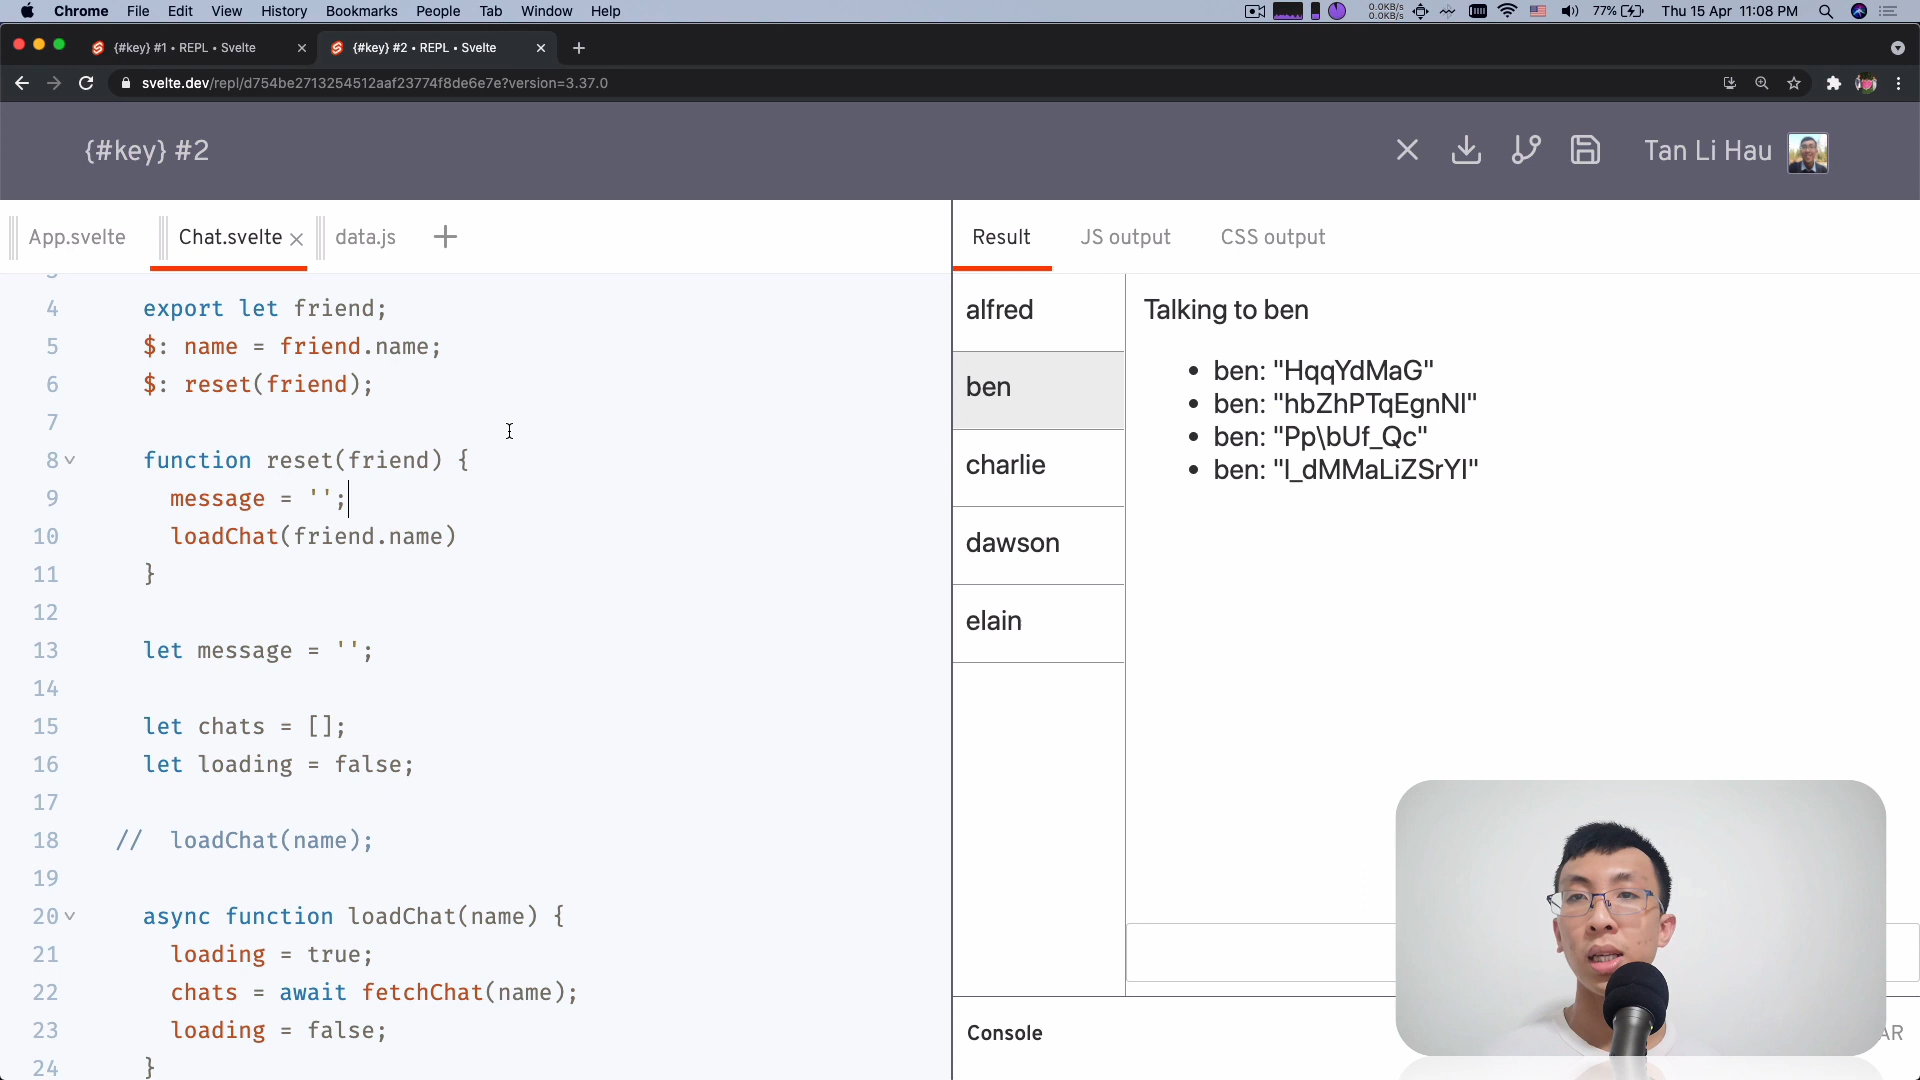 Chrome File Edit View History Bookmarks People Tab Window Help
0.0KB/s
0.0KB/s
77% Thu 15 Apr 11:08 PM
{#key} #1 • REPL • Svelte
{#key} #2 • REPL • Svelte
svelte.dev/repl/d754be2713254512aaf23774f8de6e7e?version=3.37.0
{#key} #2
Tan Li Hau
App.svelte
Chat.svelte
data.js
Result
JS output
CSS output
4 export let friend;
5 $: name = friend.name;
6 $: reset(friend);
7
8 function reset(friend) {
9 message = '';
10 loadChat(friend.name)
11 }
12
13 let message = '';
14
15 let chats = [];
16 let loading = false;
17
18 // loadChat(name);
19
20 async function loadChat(name) {
21 loading = true;
22 chats = await fetchChat(name);
23 loading = false;
24 }
alfred
ben
charlie
dawson
elain
Talking to ben
• ben: "HqqYdMaG"
• ben: "hbZhPTqEgnNl"
• ben: "Pp\bUf_Qc"
• ben: "l_dMMaLiZSrYl"
Console